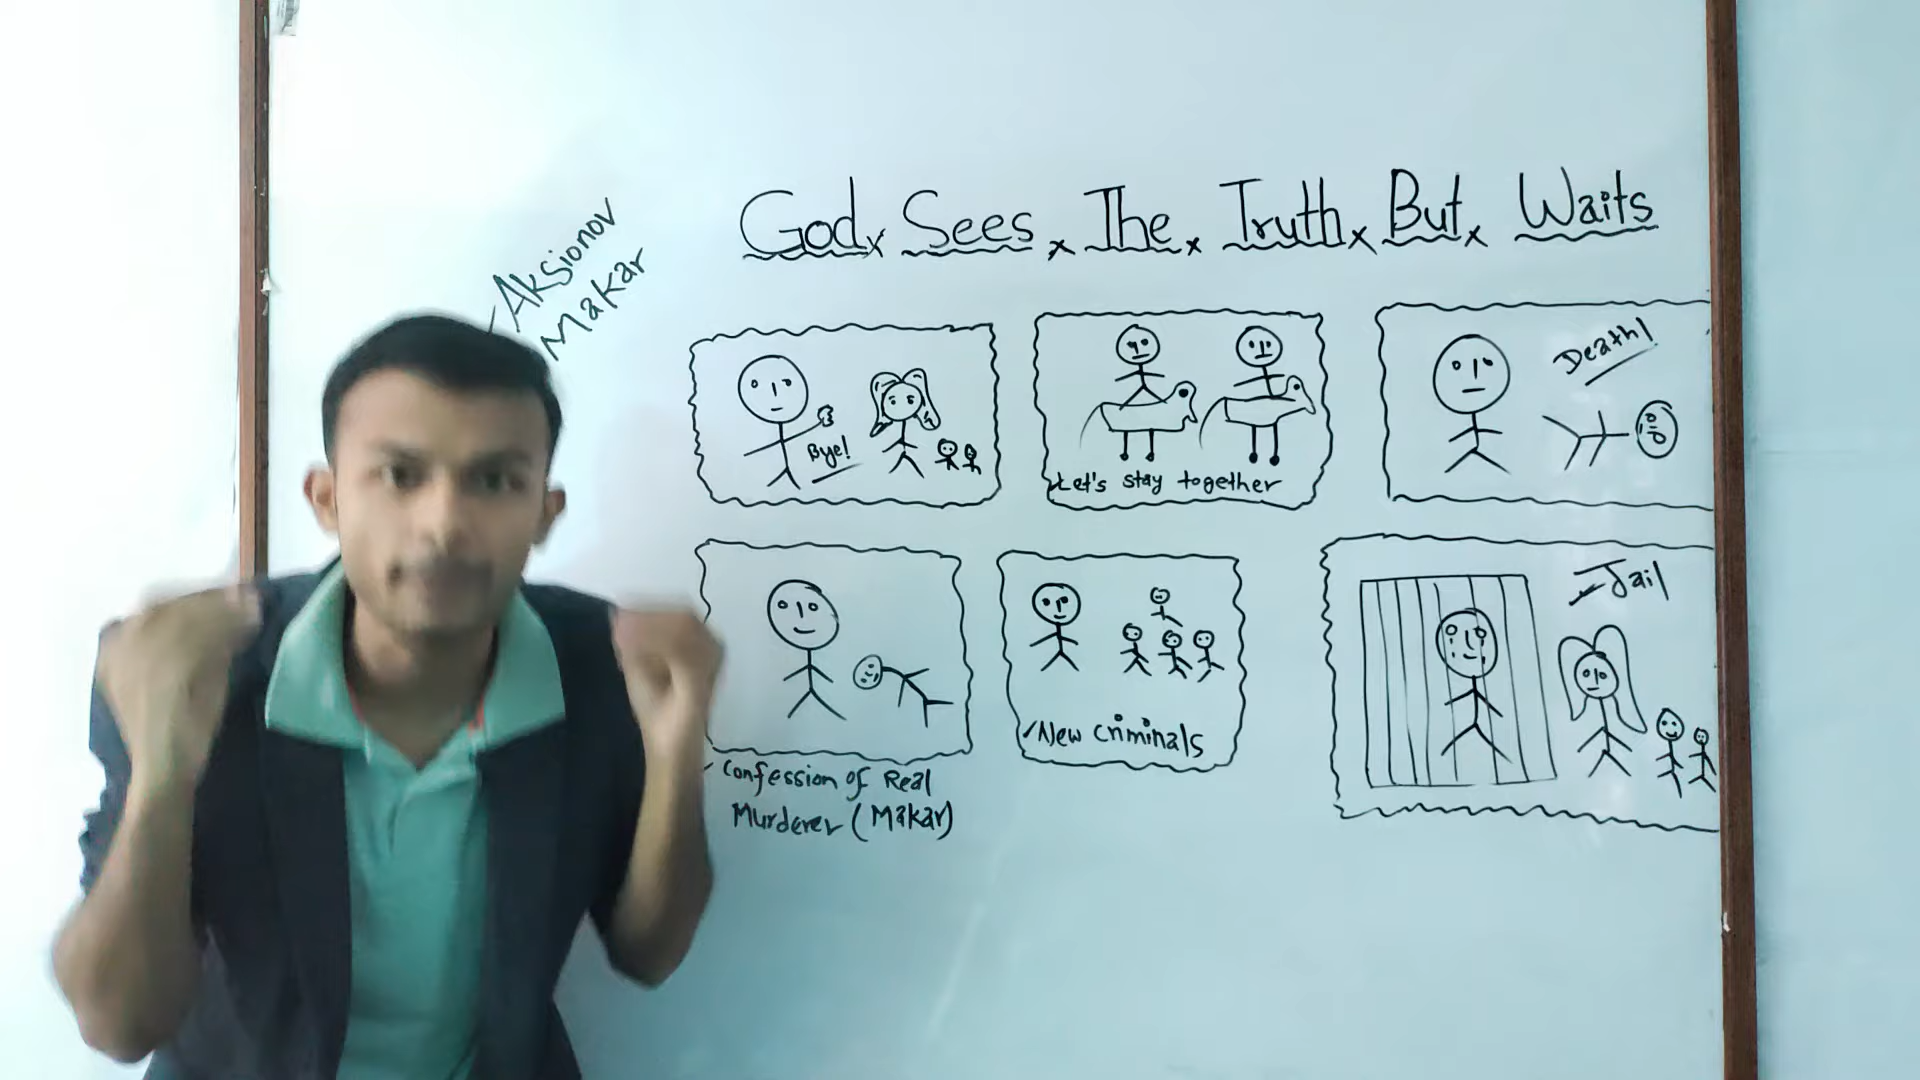 God Sees The Truth But Waits
Aksionov
Makar
Bye!
Let's stay together
Death!
Confession of Real
Murderer (Makar)
New criminals
Jail